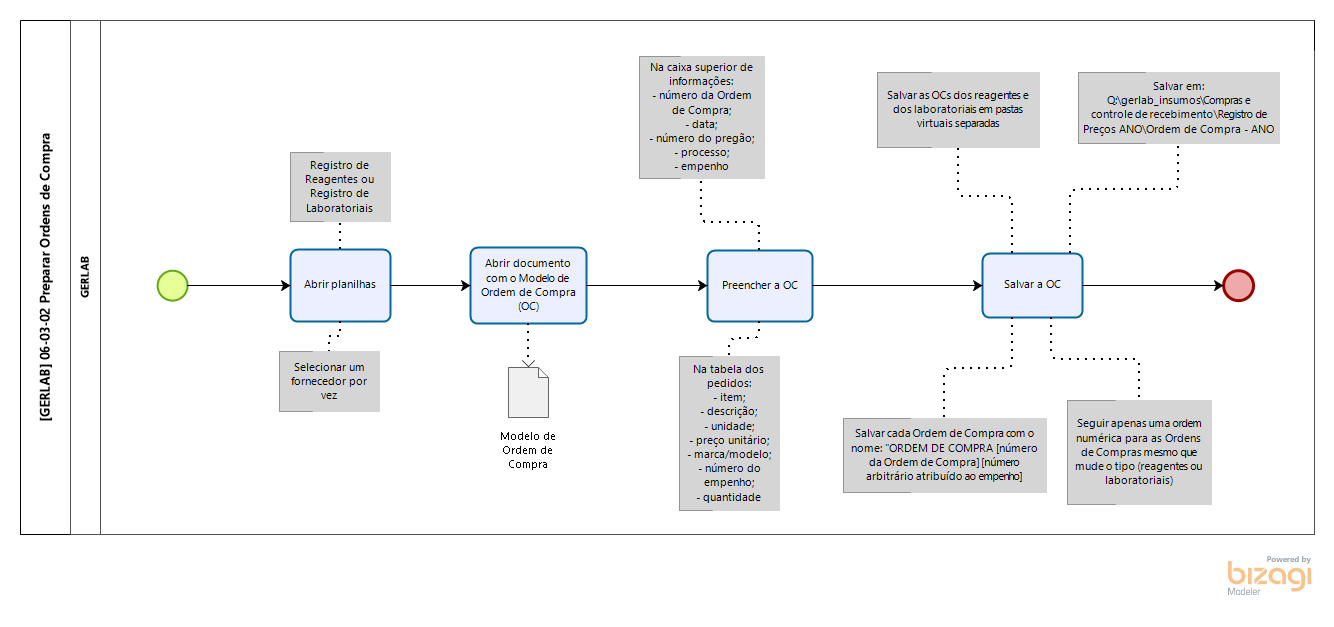 [GERLAB] 06-03-02 Preparar Ordens de Compra
GERLAB
Registro de
Reagentes ou
Registro de
Laboratoriais
Abrir planilhas
Selecionar um
fornecedor por
vez
Abrir documento
com o Modelo de
Ordem de Compra
(OC)
Modelo de
Ordem de
Compra
Na caixa superior de
informações:
- número da Ordem
de Compra;
- data;
- número do pregão;
- processo;
- empenho
Preencher a OC
Na tabela dos
pedidos:
- item;
- descrição;
- unidade;
- preço unitário;
- marca/modelo;
- número do
empenho;
- quantidade
Salvar as OCs dos reagentes e
dos laboratoriais em pastas
virtuais separadas
Salvar em:
Q:\gerlab_insumos\Compras e
controle de recebimento\Registro de
Preços ANO\Ordem de Compra - ANO
Salvar a OC
Salvar cada Ordem de Compra com o
nome: "ORDEM DE COMPRA [número
da Ordem de Compra] [número
arbitrário atribuído ao empenho]
Seguir apenas uma ordem
numérica para as Ordens
de Compras mesmo que
mude o tipo (reagentes ou
laboratoriais)
Powered by
bizagi
Modeler